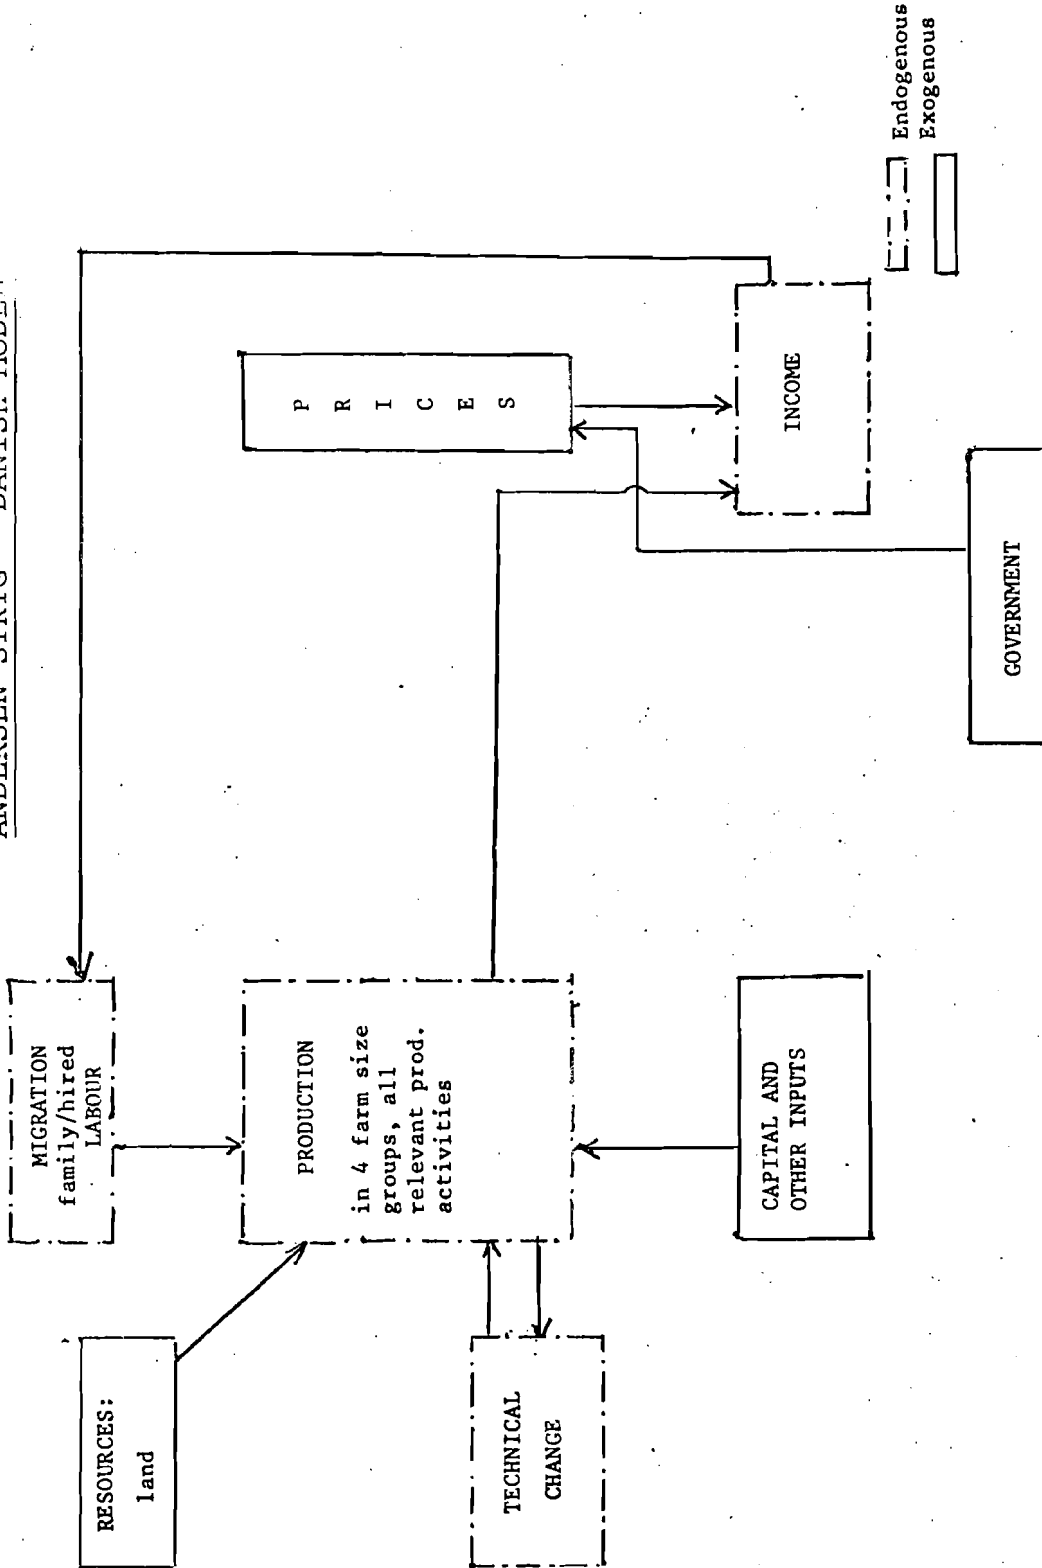 ANDERSEN-STRYG "DANISH MODEL"
MIGRATION
family/hired
LABOUR
RESOURCES:
land
PRODUCTION
in 4 farm size
groups, all
relevant prod.
activities
P R I C E S
TECHNICAL
CHANGE
INCOME
CAPITAL AND
OTHER INPUTS
GOVERNMENT
Endogenous
Exogenous